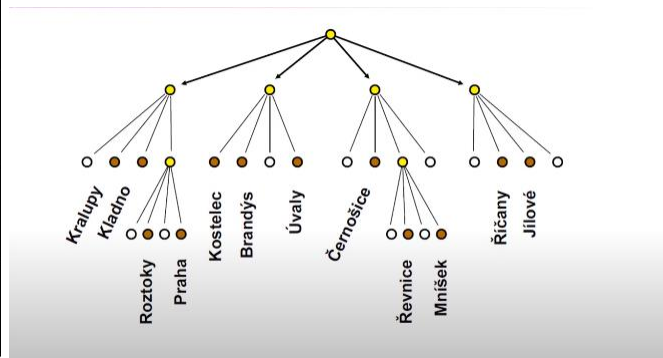 Kralupy
Kladno
Roztoky
Praha
Kostelec
Brandýs
Úvaly
Černošice
Řevnice
Mníšek
Říčany
Jílové